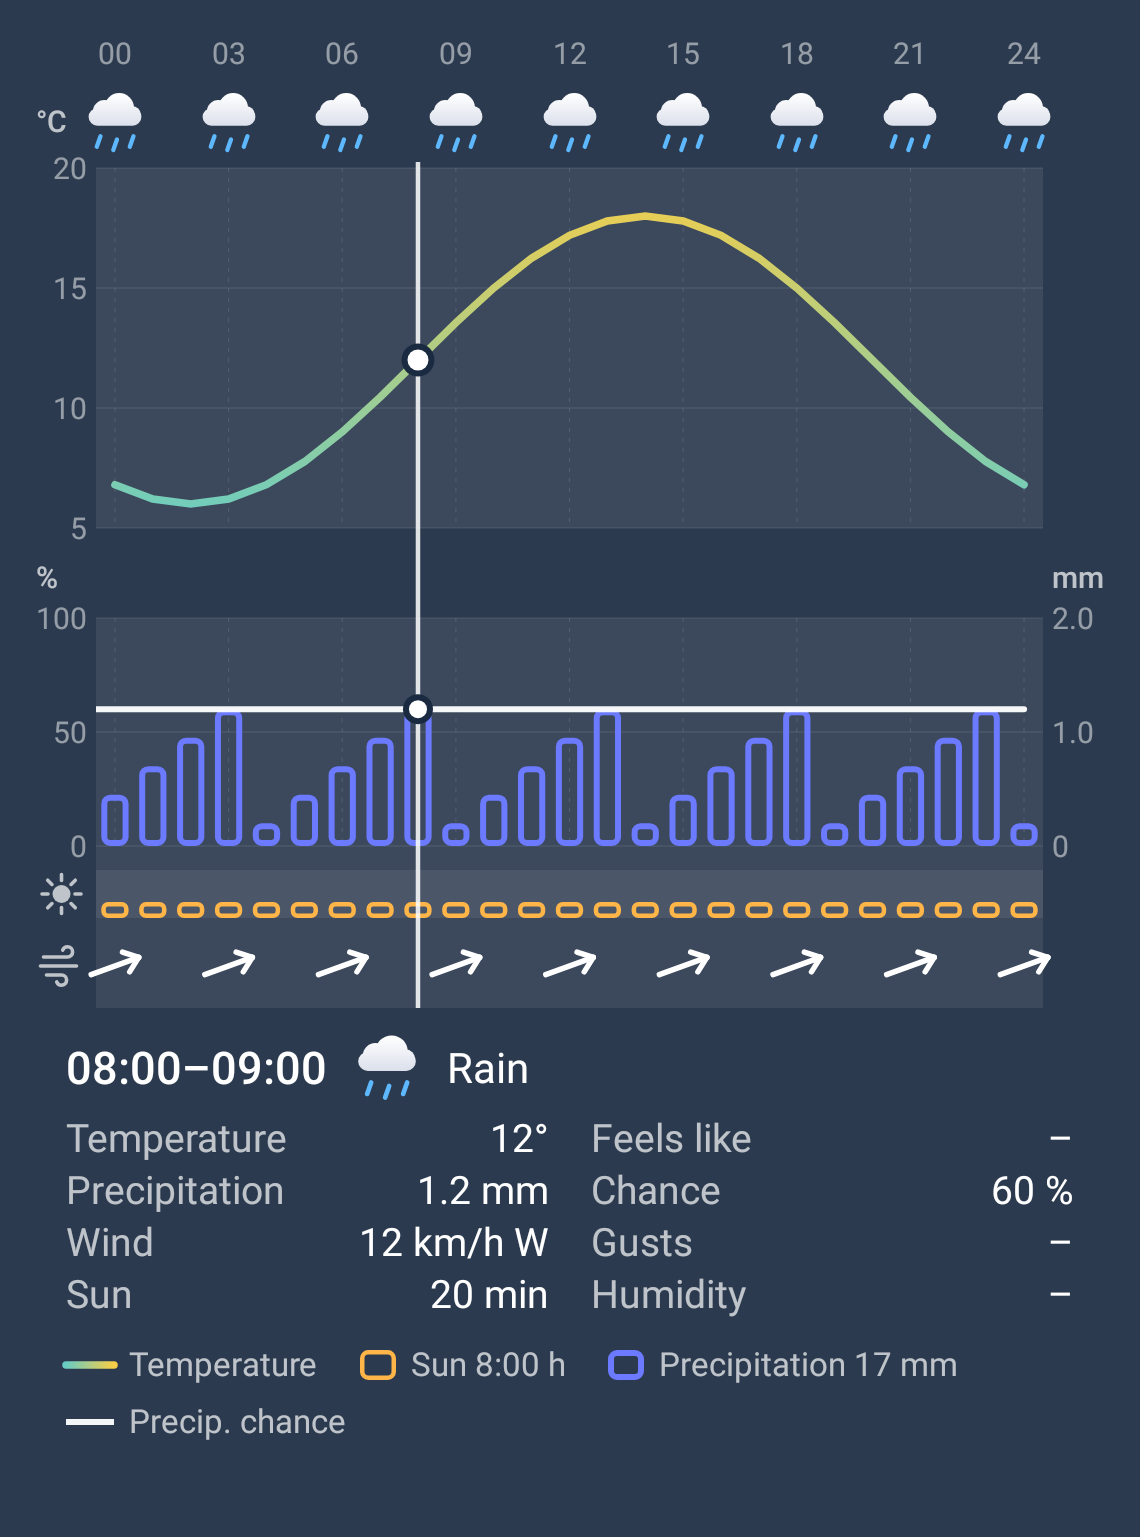 00 03 06 09 12 15 18 21 24
°C
20
15
10
5
% mm
100 2.0
50 1.0
0 0
08:00–09:00 Rain
Temperature 12° Feels like –
Precipitation 1.2 mm Chance 60 %
Wind 12 km/h W Gusts –
Sun 20 min Humidity –
Temperature Sun 8:00 h Precipitation 17 mm
Precip. chance